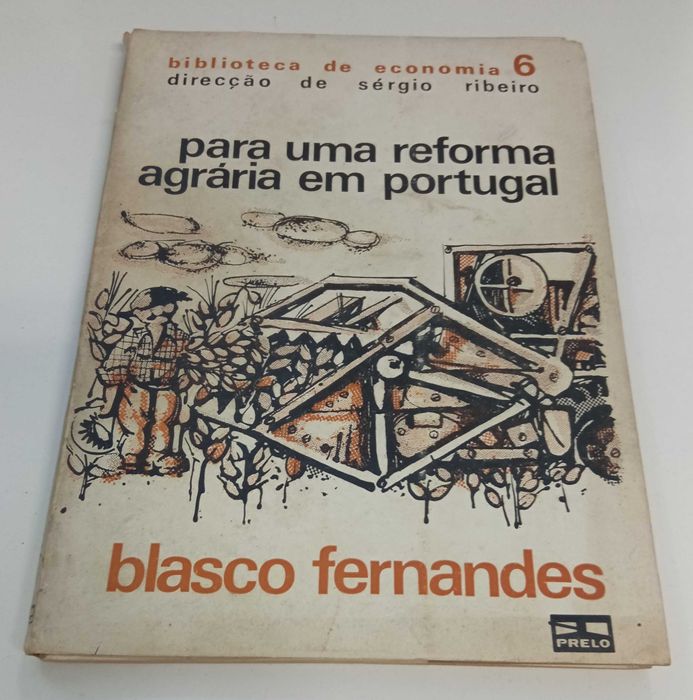 biblioteca de economia 6
direcção de sérgio ribeiro
para uma reforma
agrária em portugal
blasco fernandes
PRELO